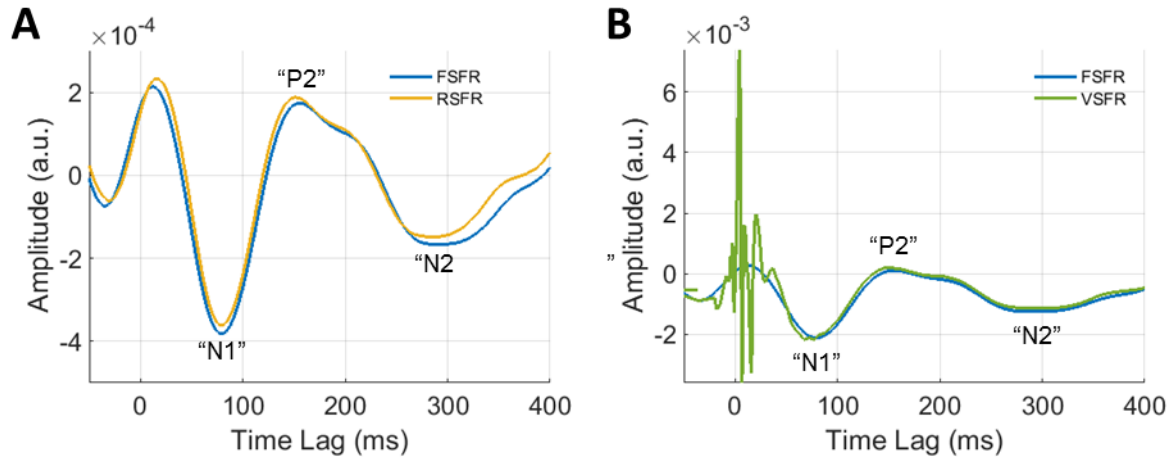 A
×10⁻⁴
"P2"
FSFR
RSFR
2
0
-2
-4
Amplitude (a.u.)
"N1"
"N2
0
100
200
300
400
Time Lag (ms)
B
×10⁻³
FSFR
VSFR
6
4
2
0
-2
"
Amplitude (a.u.)
"P2"
"N1"
"N2"
0
100
200
300
400
Time Lag (ms)